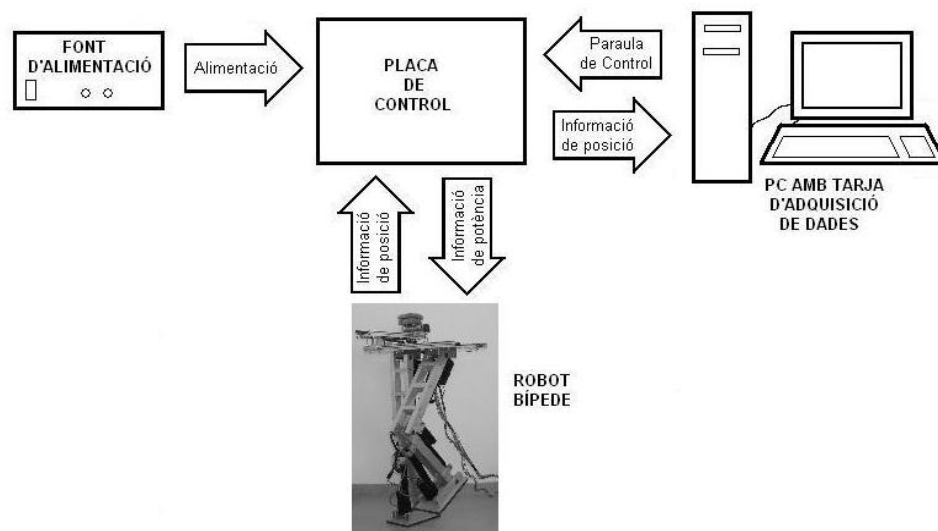 FONT
D'ALIMENTACIÓ
Alimentació
PLACA
DE
CONTROL
Paraula
de Control
Informació
de posició
PC AMB TARJA
D'ADQUISICIÓ
DE DADES
Informació
de posició
Informació
de potència
ROBOT
BÍPEDE